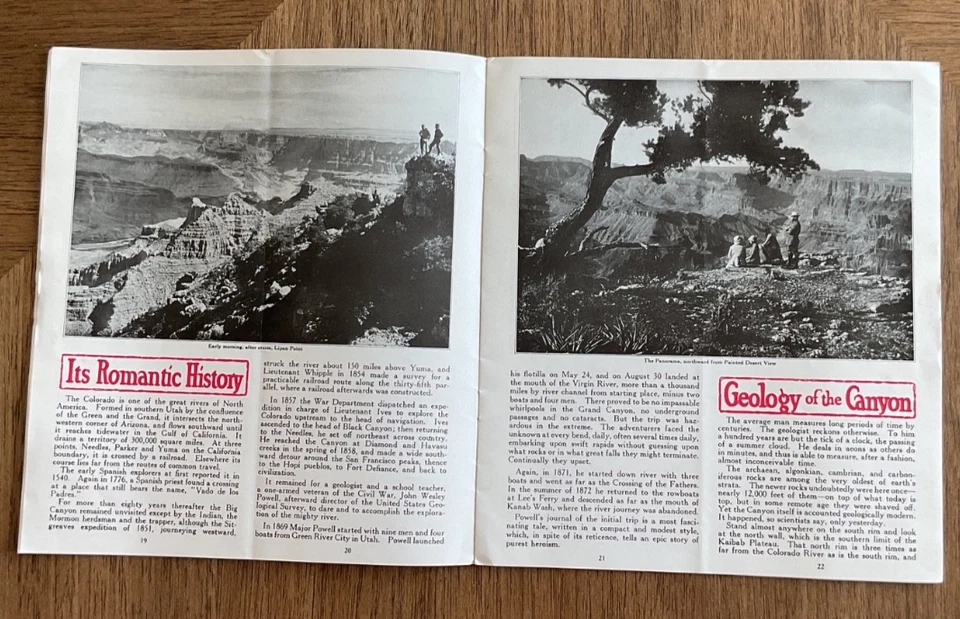 Early morning, after storm, Lipan Point
Its Romantic History
The Colorado is one of the great rivers of North
America. Formed in southern Utah by the confluence
of the Green and the Grand, it intersects the north-
western corner of Arizona, and flows southward until
it reaches tidewater in the Gulf of California. It
drains a territory of 300,000 square miles. At three
points, Needles, Parker and Yuma on the California
boundary, it is crossed by a railroad. Elsewhere its
course lies far from the routes of common travel.
The early Spanish explorers at first reported it in
1540. Again in 1776, a Spanish priest found a crossing
at a place that still bears the name, "Vado de los
Padres."
For more than eighty years thereafter the Big
Canyon remained unvisited except by the Indian, the
Mormon herdsman and the trapper, although the Sit-
greaves expedition of 1851, journeying westward,
19
struck the river about 150 miles above Yuma, and
Lieutenant Whipple in 1854 made a survey for a
practicable railroad route along the thirty-fifth par-
allel, where a railroad afterwards was constructed.
In 1857 the War Department dispatched an expe-
dition in charge of Lieutenant Ives to explore the
Colorado upstream to the head of navigation. Ives
ascended to the head of Black Canyon; then returning
to the Needles, he set off northeast across country.
He reached the Canyon at Diamond and Havasu
creeks in the spring of 1858, and made a wide south-
ward detour around the San Francisco peaks, thence
to the Hopi pueblos, to Fort Defiance, and back to
civilization.
It remained for a geologist and a school teacher,
a one-armed veteran of the Civil War, John Wesley
Powell, afterward director of the United States Geo-
logical Survey, to dare and to accomplish the explora-
tion of the mighty river.
In 1869 Major Powell started with nine men and four
boats from Green River City in Utah. Powell launched
20
The Panorama, northward from Painted Desert View
his flotilla on May 24, and on August 30 landed at
the mouth of the Virgin River, more than a thousand
miles by river channel from starting place, minus two
boats and four men. There proved to be no impassable
whirlpools in the Grand Canyon, no underground
passages and no cataracts. But the trip was haz-
ardous in the extreme. The adventurers faced the
unknown at every bend, daily, often several times daily,
embarking upon swift rapids without guessing upon
what rocks or in what great falls they might terminate.
Continually they upset.
Again, in 1871, he started down river with three
boats and went as far as the Crossing of the Fathers.
In the summer of 1872 he returned to the rowboats
at Lee's Ferry and descended as far as the mouth of
Kanab Wash, where the river journey was abandoned.
Powell's journal of the initial trip is a most fasci-
nating tale, written in a compact and modest style,
which, in spite of its reticence, tells an epic story of
purest heroism.
21
Geology of the Canyon
The average man measures long periods of time by
centuries. The geologist reckons otherwise. To him
a hundred years are but the tick of a clock, the passing
of a summer cloud. He deals in aeons as others do
in minutes, and thus is able to measure, after a fashion,
almost inconceivable time.
The archaean, algonkian, cambrian, and carbon-
iferous rocks are among the very oldest of earth's
strata. The newer rocks undoubtedly were here once—
nearly 12,000 feet of them—on top of what is today
top, but in some remote age they were shaved off.
Yet the Canyon itself is accounted geologically modern.
It happened, so scientists say, only yesterday.
Stand almost anywhere on the south rim and look
at the north wall, which is the southern limit of the
Kaibab Plateau. That north rim is three times as
far from the Colorado River as is the south rim, and
22